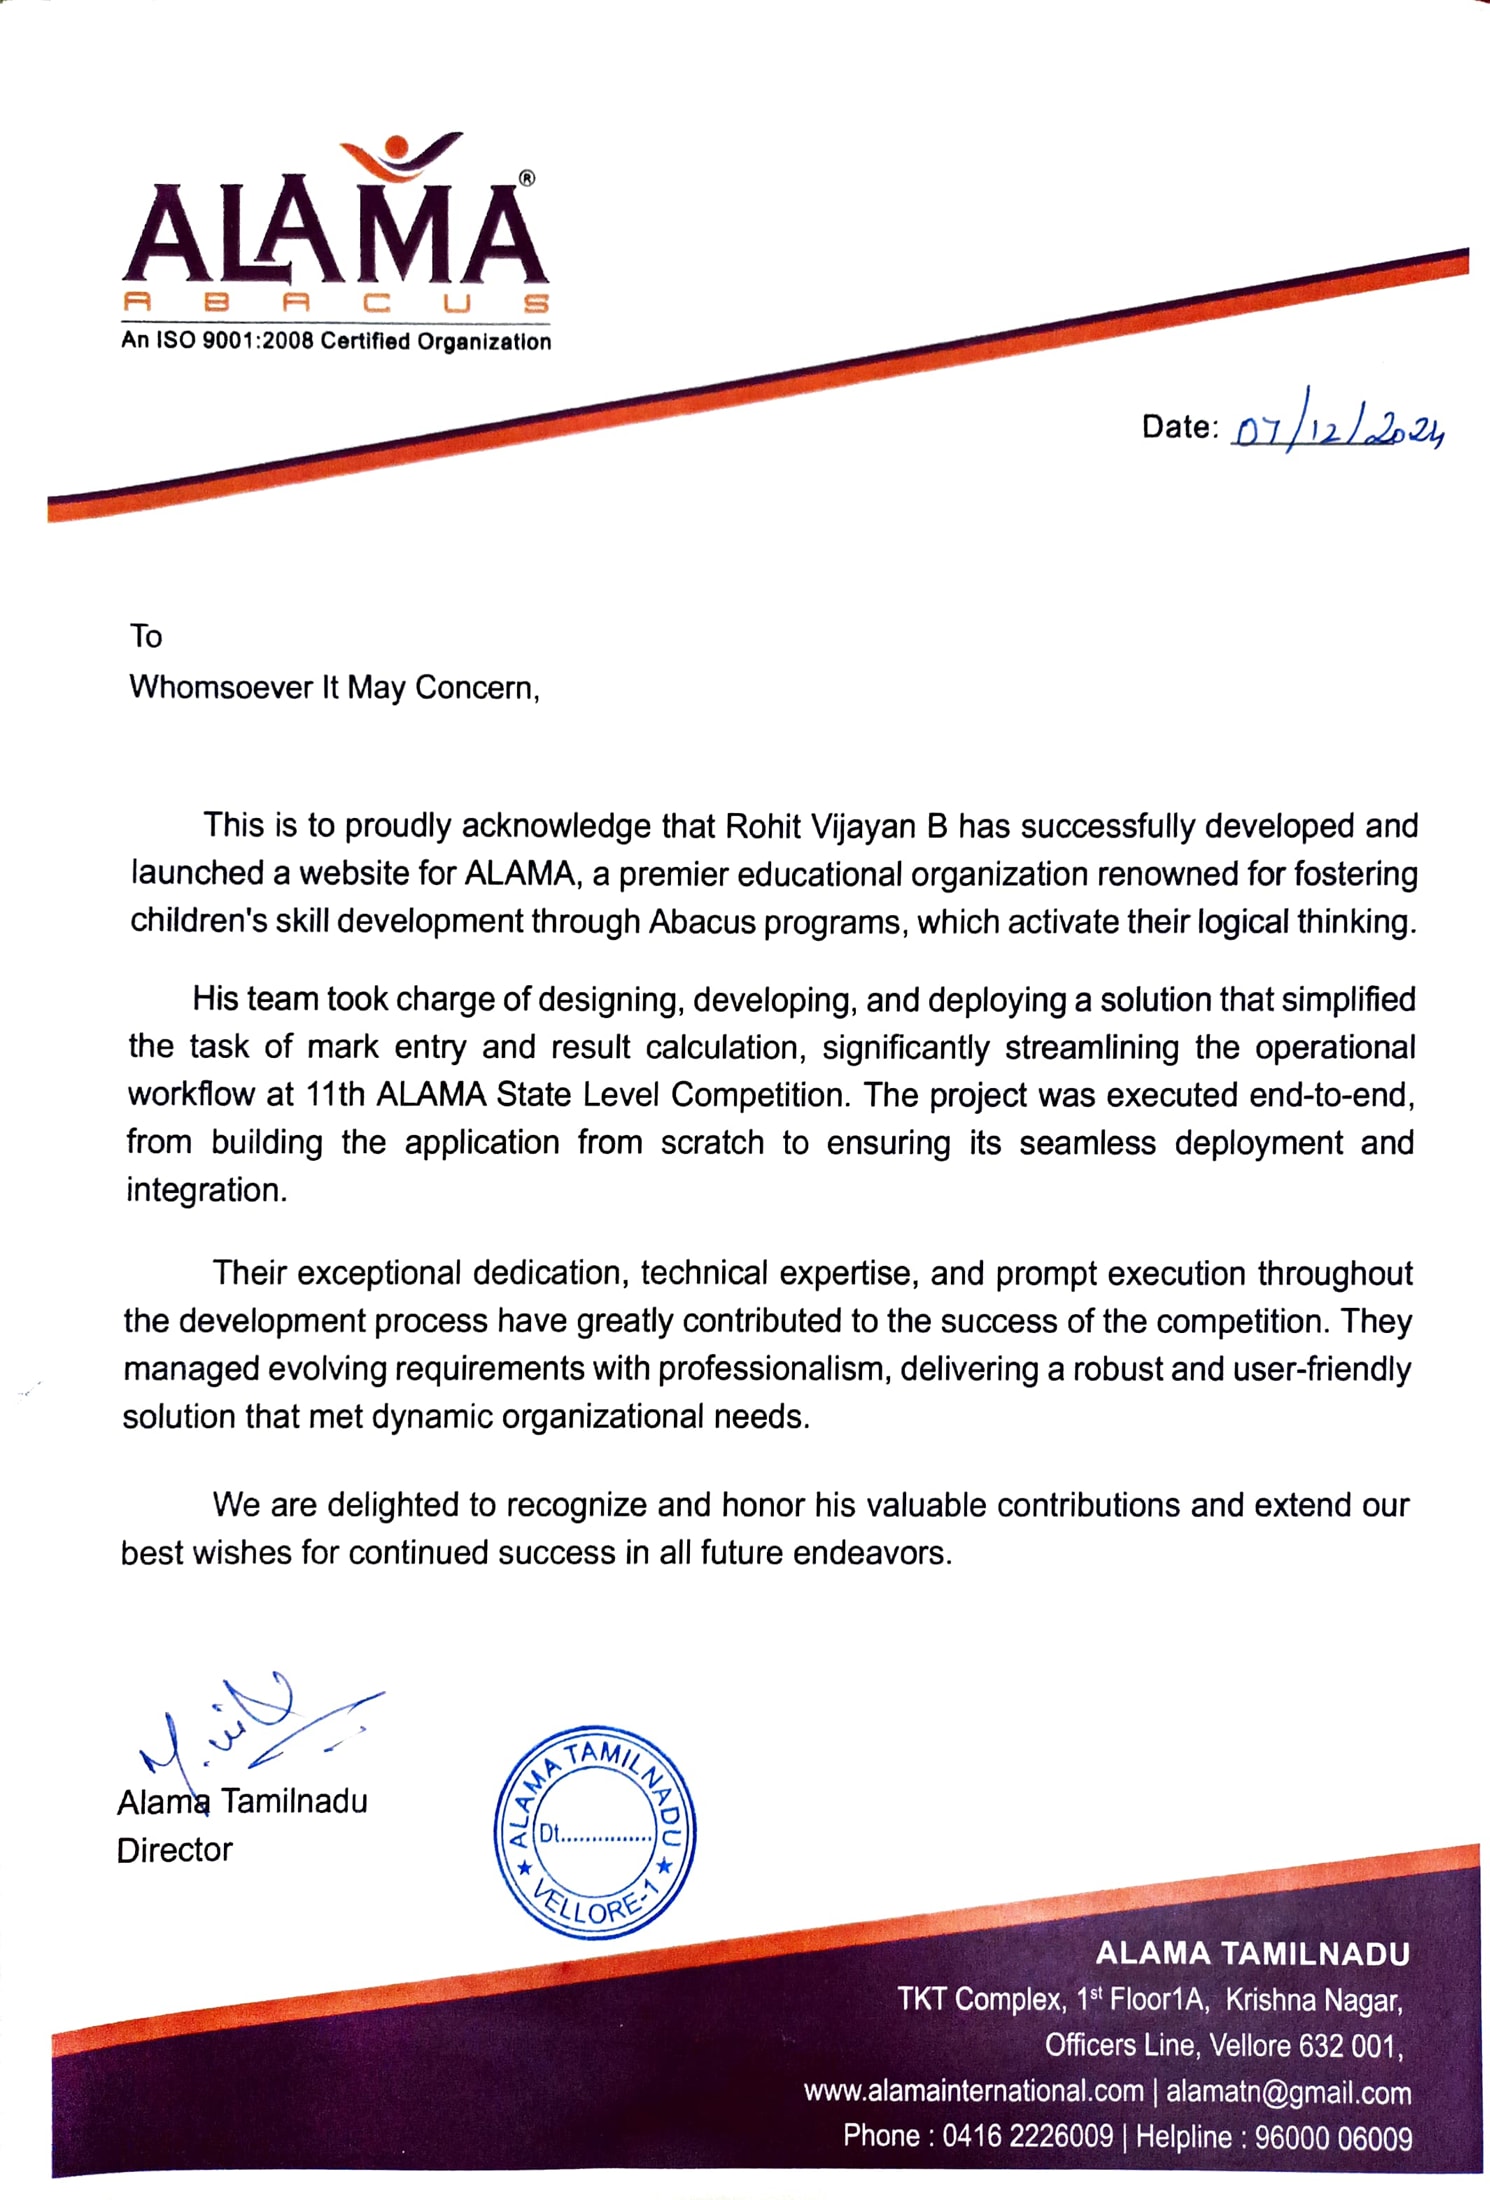 ALAMA®
ABACUS
An ISO 9001:2008 Certified Organization
Date: 07/12/2024
To
Whomsoever It May Concern,
This is to proudly acknowledge that Rohit Vijayan B has successfully developed and
launched a website for ALAMA, a premier educational organization renowned for fostering
children's skill development through Abacus programs, which activate their logical thinking.
His team took charge of designing, developing, and deploying a solution that simplified
the task of mark entry and result calculation, significantly streamlining the operational
workflow at 11th ALAMA State Level Competition. The project was executed end-to-end,
from building the application from scratch to ensuring its seamless deployment and
integration.
Their exceptional dedication, technical expertise, and prompt execution throughout
the development process have greatly contributed to the success of the competition. They
managed evolving requirements with professionalism, delivering a robust and user-friendly
solution that met dynamic organizational needs.
We are delighted to recognize and honor his valuable contributions and extend our
best wishes for continued success in all future endeavors.
Alama Tamilnadu
Director
ALAMA TAMILNADU
Dt...............
★ VELLORE-1 ★
ALAMA TAMILNADU
TKT Complex, 1st Floor1A, Krishna Nagar,
Officers Line, Vellore 632 001,
www.alamainternational.com | alamatn@gmail.com
Phone : 0416 2226009 | Helpline : 96000 06009